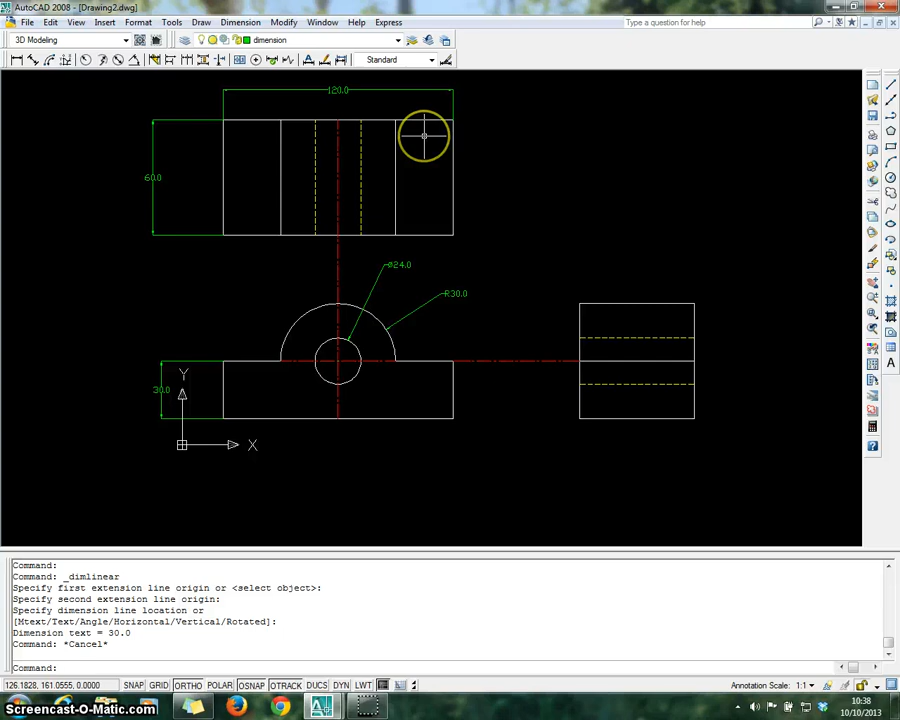 AutoCAD 2008 - [Drawing2.dwg]
File Edit View Insert Format Tools Draw Dimension Modify Window Help Express
Type a question for help
3D Modeling
dimension
Standard
120.0
60.0
Ø24.0
R30.0
30.0
Y
X
Command:
Command: _dimlinear
Specify first extension line origin or <select object>:
Specify second extension line origin:
Specify dimension line location or
[Mtext/Text/Angle/Horizontal/Vertical/Rotated]:
Dimension text = 30.0
Command: *Cancel*
Command:
126.1828, 161.0555, 0.0000 SNAP GRID ORTHO POLAR OSNAP OTRACK DUCS DYN LWT
Annotation Scale: 1:1
Screencast-O-Matic.com
10:38
10/10/2013